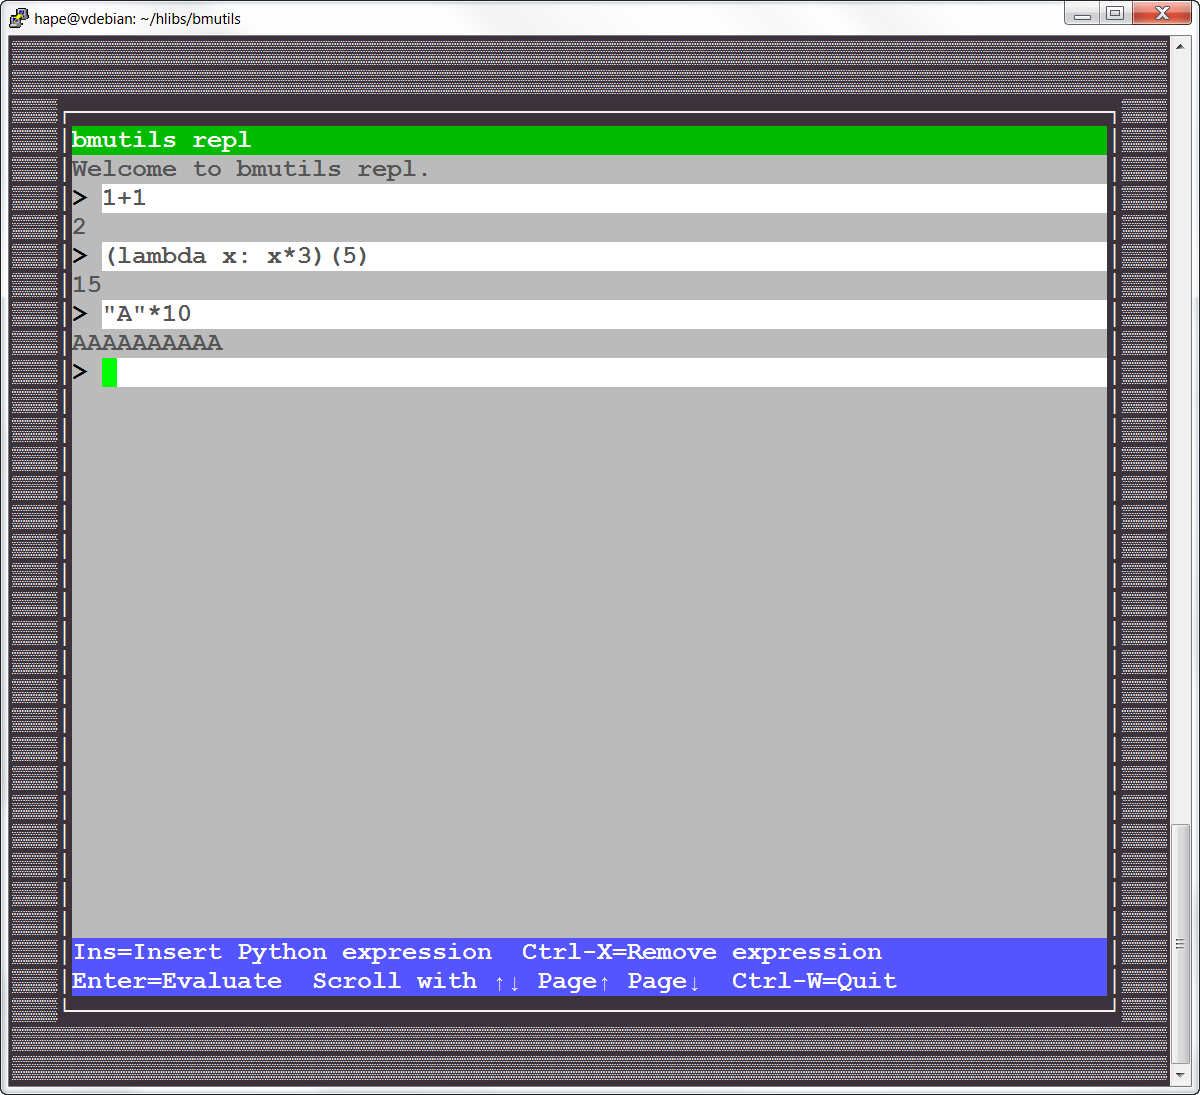 hape@vdebian: ~/hlibs/bmutils
bmutils repl
Welcome to bmutils repl.
> 1+1
2
> (lambda x: x*3)(5)
15
> "A"*10
AAAAAAAAAA
>
Ins=Insert Python expression  Ctrl-X=Remove expression
Enter=Evaluate  Scroll with ↑↓ Page↑ Page↓  Ctrl-W=Quit